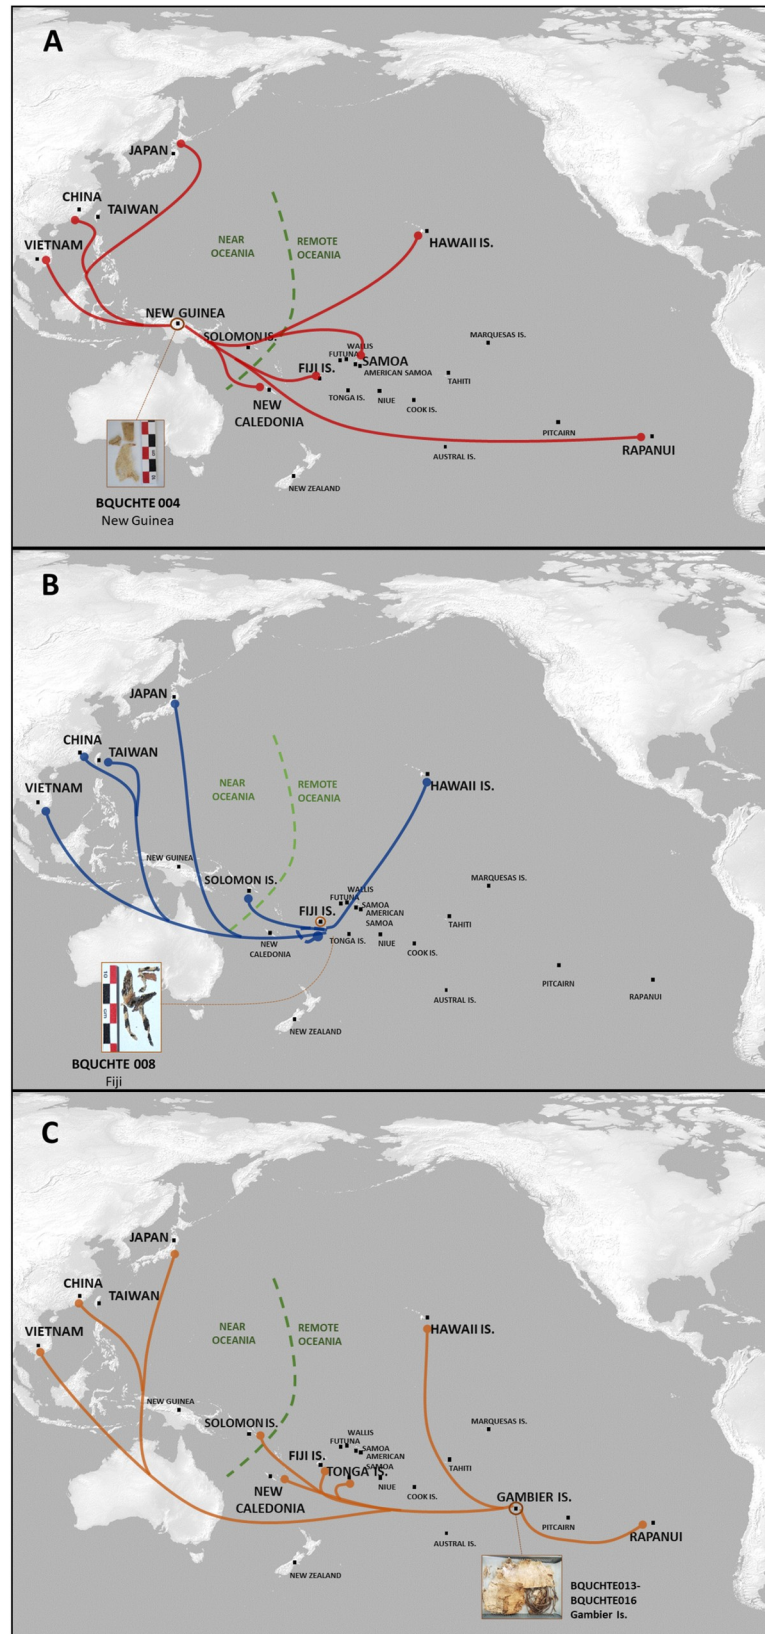 A
JAPAN
CHINA
TAIWAN
VIETNAM
NEAR
OCEANIA
REMOTE
OCEANIA
HAWAII IS.
NEW GUINEA
SOLOMON IS.
MARQUESAS IS.
WALLIS
FUTUNA
SAMOA
AMERICAN SAMOA
FIJI IS.
TAHITI
TONGA IS.
NIUE
COOK IS.
NEW
CALEDONIA
PITCAIRN
RAPANUI
AUSTRAL IS.
NEW ZEALAND
BQUCHTE 004
New Guinea
B
JAPAN
CHINA
TAIWAN
VIETNAM
NEAR
OCEANIA
REMOTE
OCEANIA
HAWAII IS.
NEW GUINEA
SOLOMON IS.
MARQUESAS IS.
WALLIS
FUTUNA
SAMOA
AMERICAN
SAMOA
FIJI IS.
TAHITI
TONGA IS.
NIUE
COOK IS.
NEW
CALEDONIA
PITCAIRN
RAPANUI
AUSTRAL IS.
NEW ZEALAND
BQUCHTE 008
Fiji
C
JAPAN
CHINA
TAIWAN
VIETNAM
NEAR
OCEANIA
REMOTE
OCEANIA
HAWAII IS.
NEW GUINEA
SOLOMON IS.
MARQUESAS IS.
WALLIS
FUTUNA
SAMOA
AMERICAN
SAMOA
FIJI IS.
TONGA IS.
TAHITI
NIUE
COOK IS.
NEW
CALEDONIA
GAMBIER IS.
PITCAIRN
RAPANUI
AUSTRAL IS.
NEW ZEALAND
BQUCHTE013-
BQUCHTE016
Gambier Is.